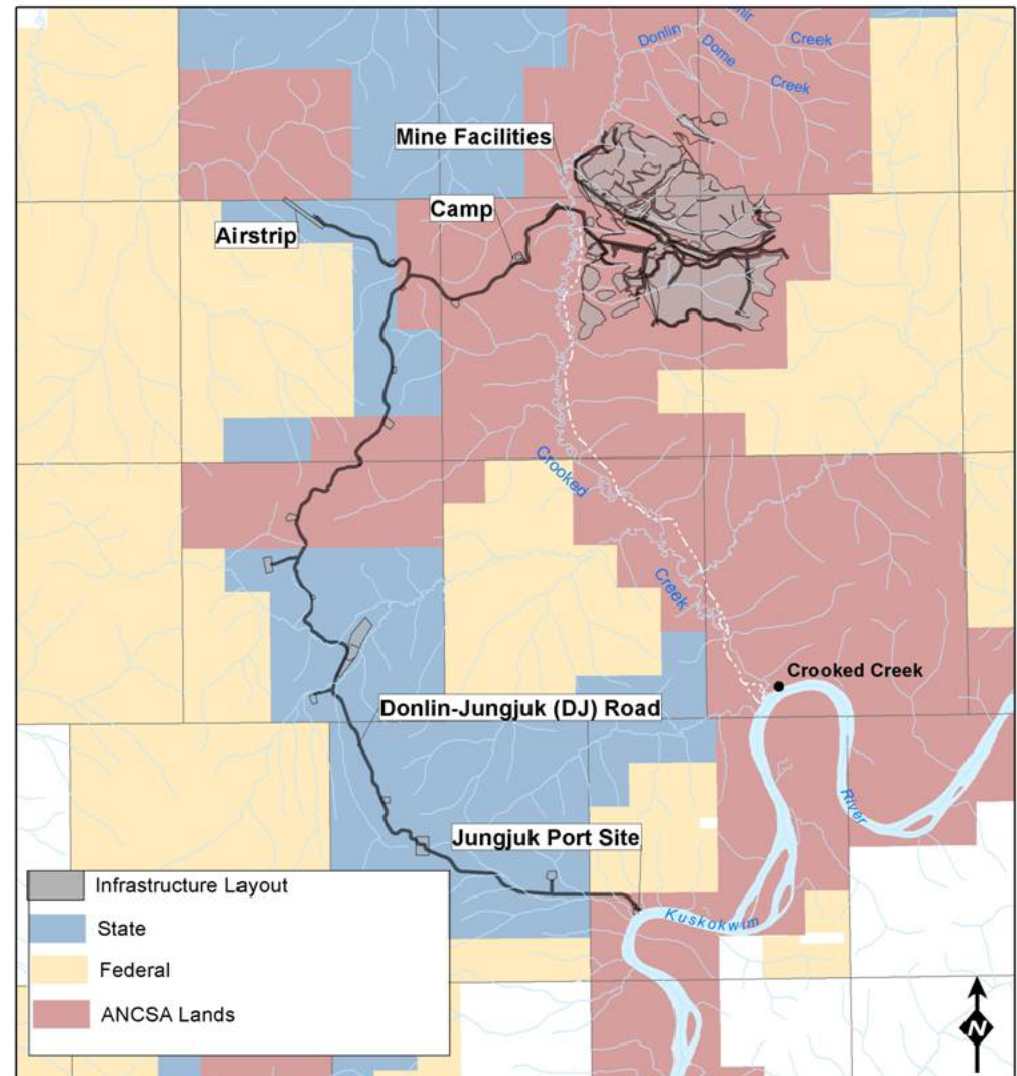 Donlin
Dome
Creek
Creek
Mine Facilities
Camp
Airstrip
Crooked
Creek
Crooked Creek
Donlin-Jungjuk (DJ) Road
River
Jungjuk Port Site
Kuskokwim
Infrastructure Layout
State
Federal
ANCSA Lands
N